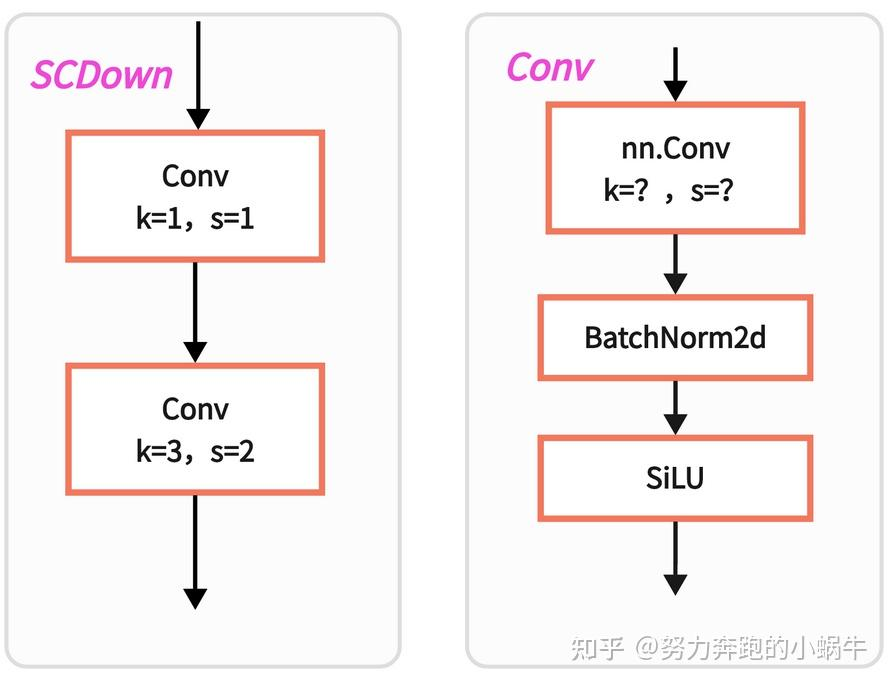 SCDown
Conv
k=1，s=1
Conv
k=3，s=2
Conv
nn.Conv
k=？，s=？
BatchNorm2d
SiLU
知乎 @努力奔跑的小蜗牛